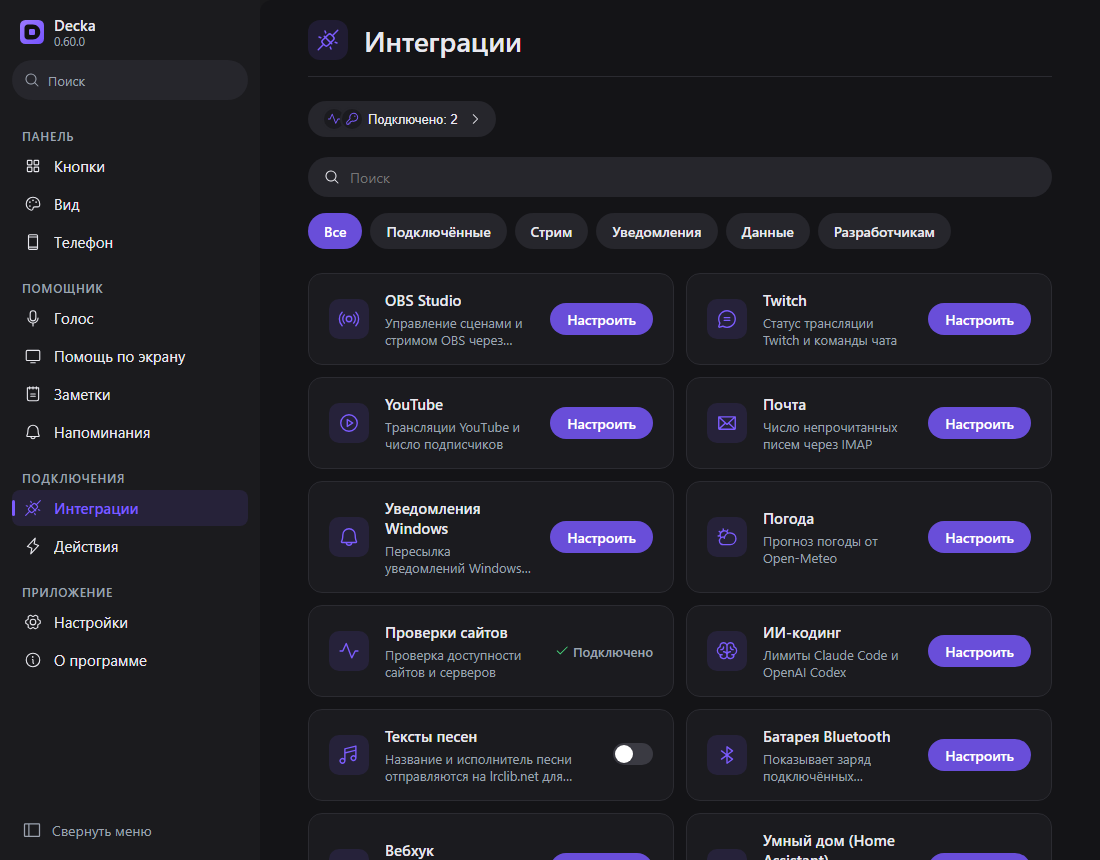 Decka
0.60.0
Поиск
ПАНЕЛЬ
Кнопки
Вид
Телефон
ПОМОЩНИК
Голос
Помощь по экрану
Заметки
Напоминания
ПОДКЛЮЧЕНИЯ
Интеграции
Действия
ПРИЛОЖЕНИЕ
Настройки
О программе
Свернуть меню
Интеграции
Подключено: 2
Поиск
Все
Подключённые
Стрим
Уведомления
Данные
Разработчикам
OBS Studio
Управление сценами и
стримом OBS через...
Настроить
Twitch
Статус трансляции
Twitch и команды чата
Настроить
YouTube
Трансляции YouTube и
число подписчиков
Настроить
Почта
Число непрочитанных
писем через IMAP
Настроить
Уведомления
Windows
Пересылка
уведомлений Windows...
Настроить
Погода
Прогноз погоды от
Open-Meteo
Настроить
Проверки сайтов
Проверка доступности
сайтов и серверов
Подключено
ИИ-кодинг
Лимиты Claude Code и
OpenAI Codex
Настроить
Тексты песен
Название и исполнитель песни
отправляются на lrclib.net для...
Батарея Bluetooth
Показывает заряд
подключённых...
Настроить
Вебхук
Умный дом (Home
Assistant)